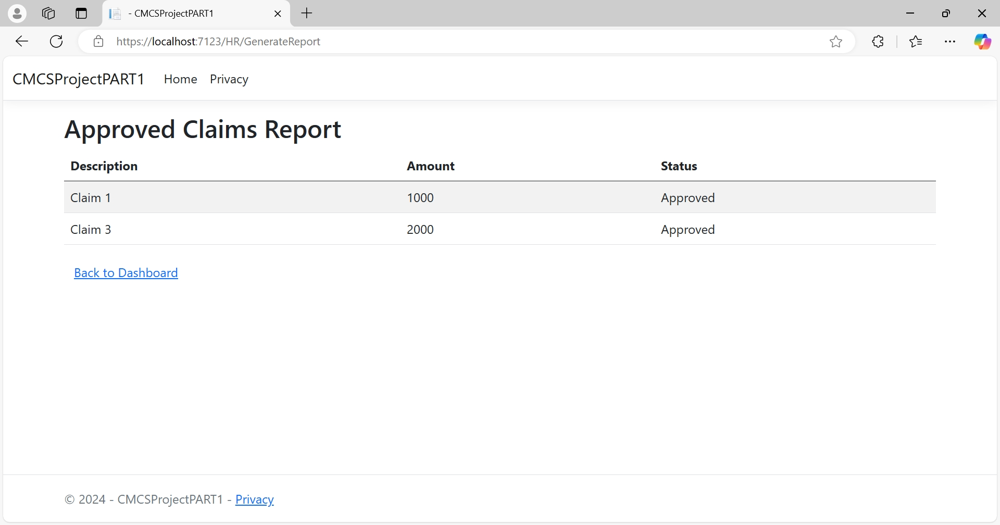 - CMCSProjectPART1
https://localhost:7123/HR/GenerateReport
CMCSProjectPART1 Home Privacy
Approved Claims Report
Description Amount Status
Claim 1 1000 Approved
Claim 3 2000 Approved
Back to Dashboard
© 2024 - CMCSProjectPART1 - Privacy